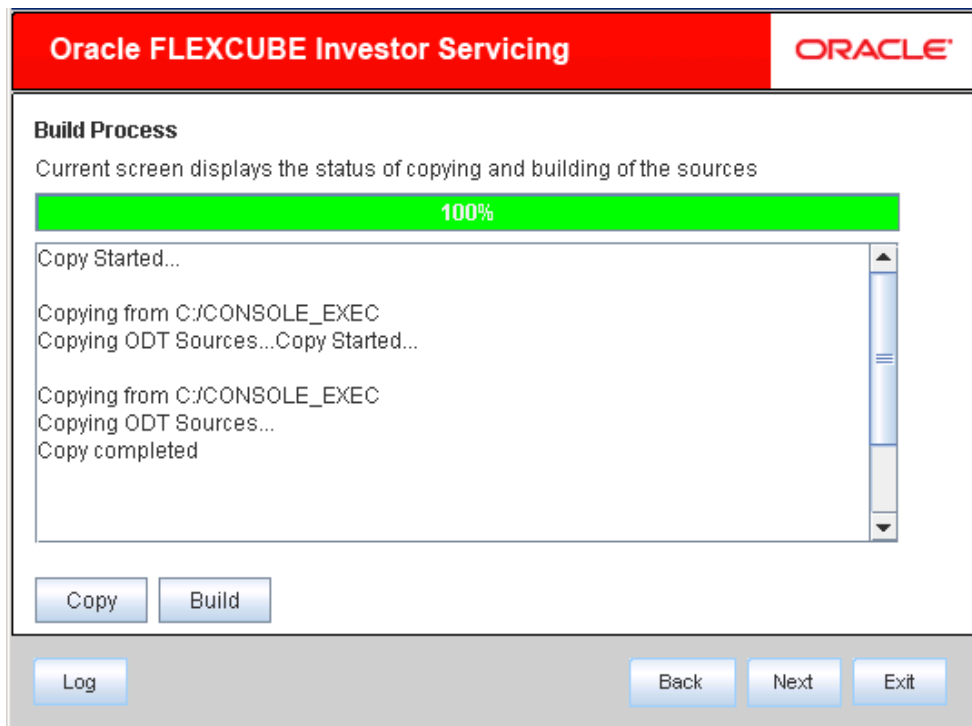 Oracle FLEXCUBE Investor Servicing
ORACLE
Build Process
Current screen displays the status of copying and building of the sources
100%
Copy Started...
Copying from C:/CONSOLE_EXEC
Copying ODT Sources...Copy Started...
Copying from C:/CONSOLE_EXEC
Copying ODT Sources...
Copy completed
Copy
Build
Log
Back
Next
Exit